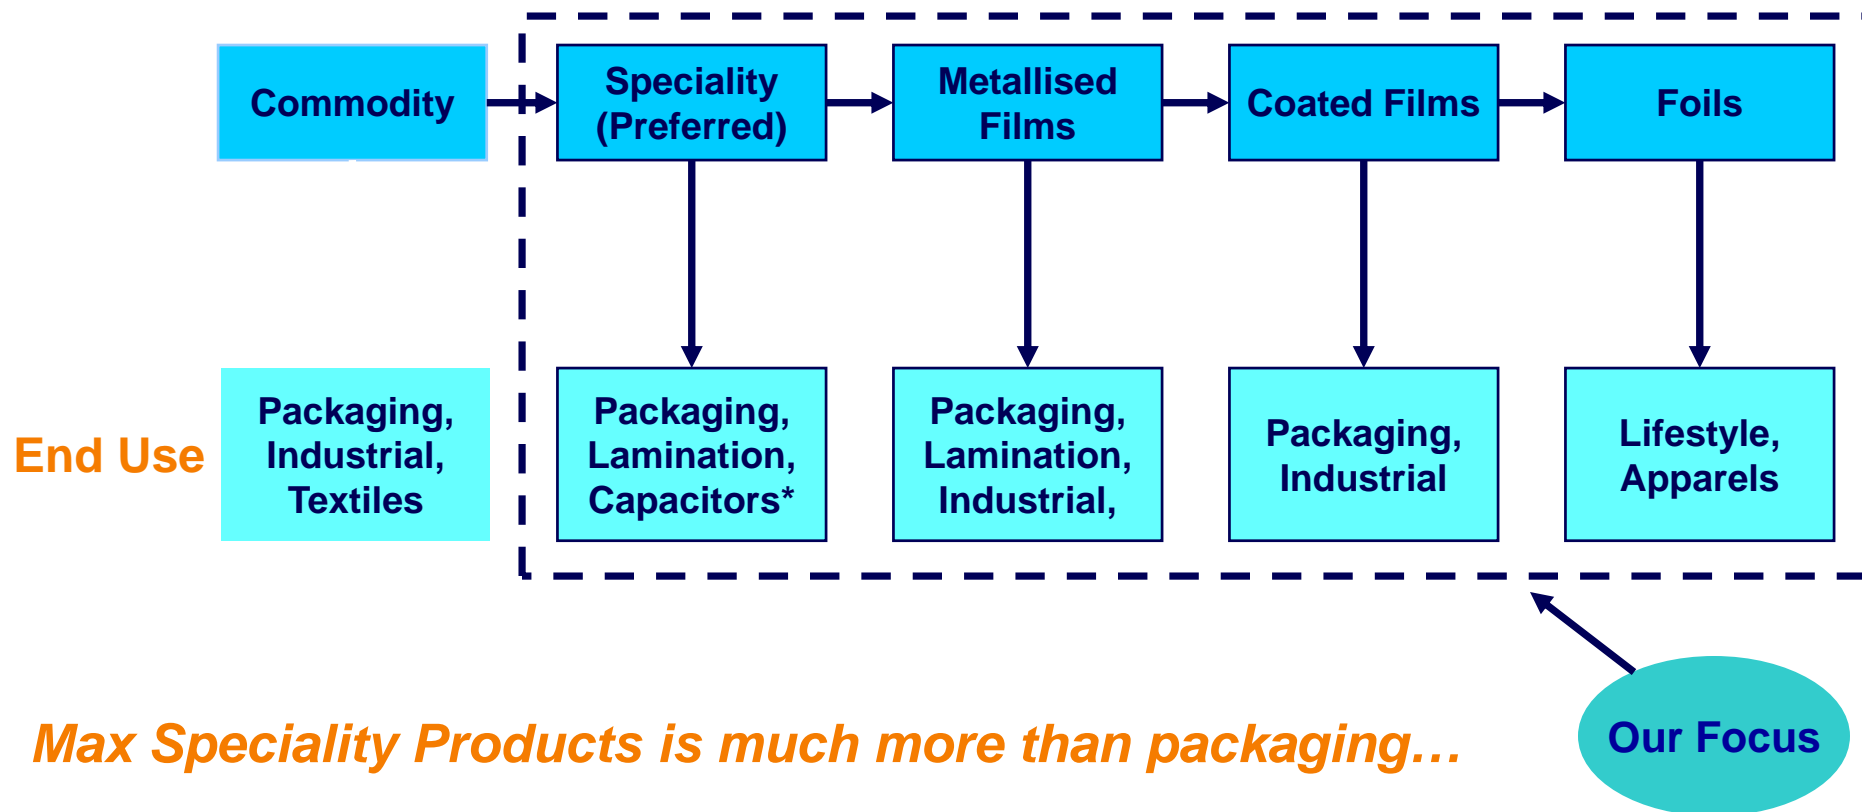 Commodity
Speciality
(Preferred)
Metallised
Films
Coated Films
Foils
End Use
Packaging,
Industrial,
Textiles
Packaging,
Lamination,
Capacitors*
Packaging,
Lamination,
Industrial,
Packaging,
Industrial
Lifestyle,
Apparels
Max Speciality Products is much more than packaging…
Our Focus